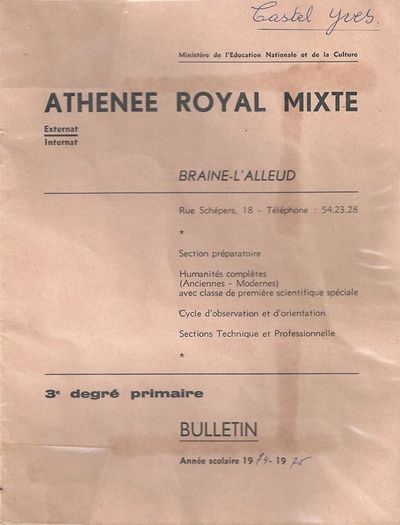 Castel Yves.
Ministère de l'Education Nationale et de la Culture
ATHENEE ROYAL MIXTE
Externat
Internat
BRAINE-L'ALLEUD
Rue Schépers, 18 - Téléphone : 54.23.28
*
Section préparatoire
Humanités complètes
(Anciennes - Modernes)
avec classe de première scientifique spéciale
Cycle d'observation et d'orientation
Sections Technique et Professionnelle
*
3e degré primaire
BULLETIN
Année scolaire 1974-1975